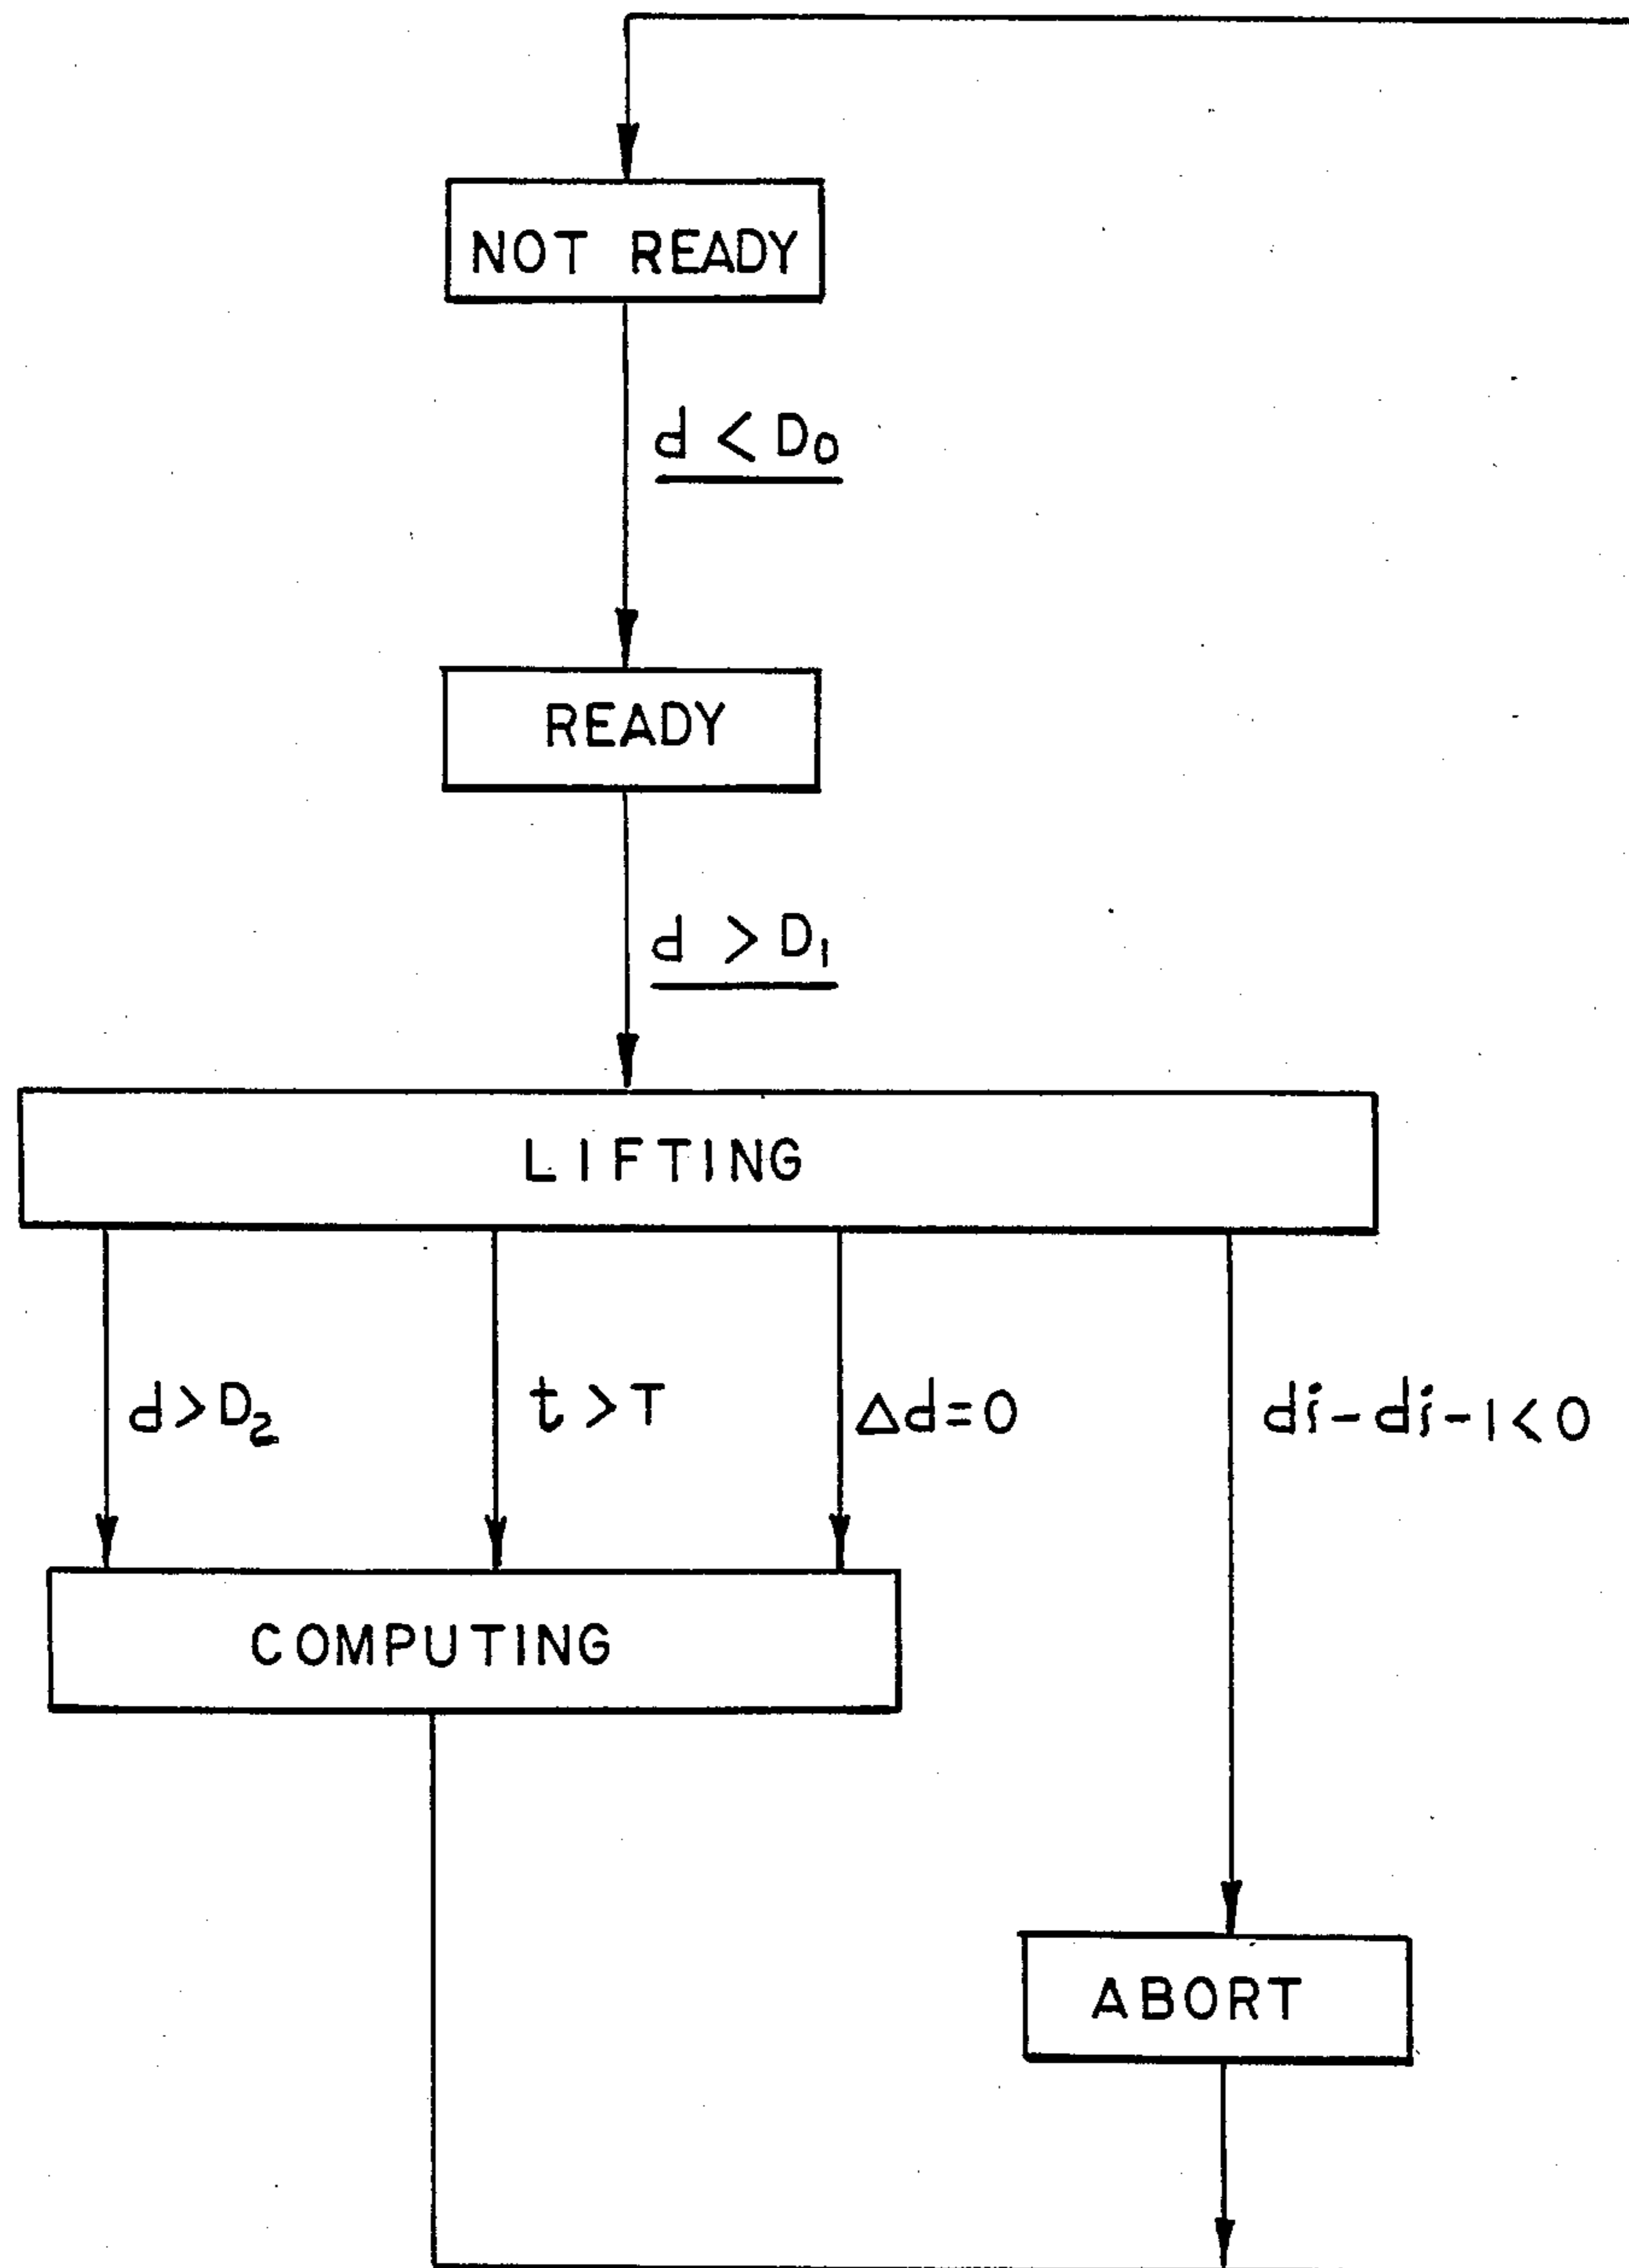 NOT READY
d < D₀
READY
d > D₁
LIFTING
d > D₂
t > T
Δd=0
di-di-1<0
COMPUTING
ABORT